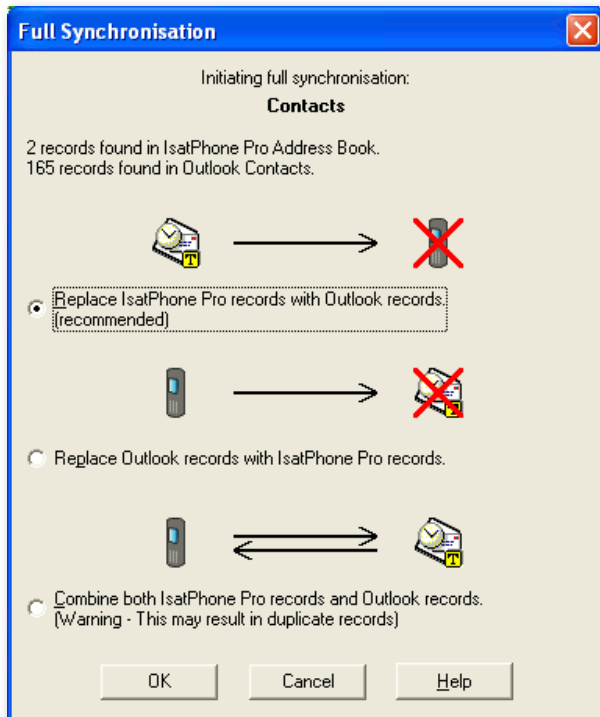 Full Synchronisation
Initiating full synchronisation:
Contacts
2 records found in IsatPhone Pro Address Book.
165 records found in Outlook Contacts.
T
Replace IsatPhone Pro records with Outlook records.
(recommended)
T
Replace Outlook records with IsatPhone Pro records.
T
Combine both IsatPhone Pro records and Outlook records.
(Warning - This may result in duplicate records)
OK Cancel Help